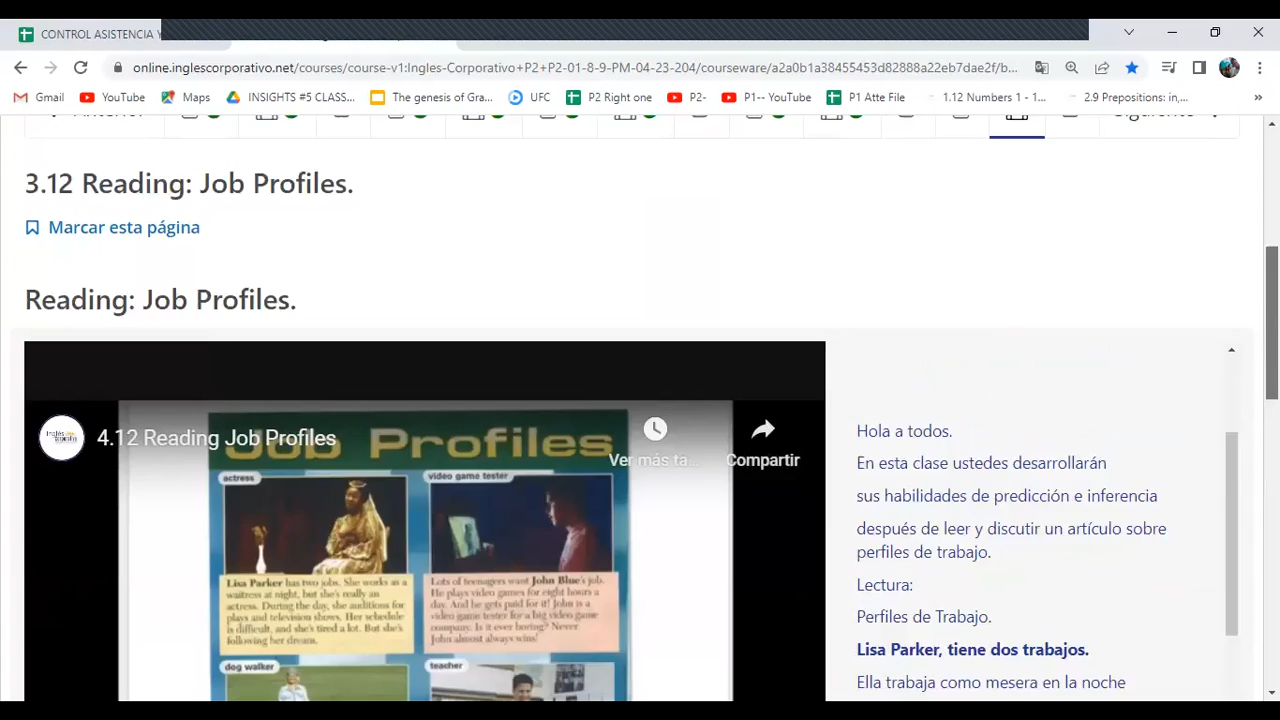 CONTROL ASISTENCIA Y
online.inglescorporativo.net/courses/course-v1:Ingles-Corporativo+P2+P2-01-8-9-PM-04-23-204/courseware/a2a0b1a38455453d82888a22eb7dae2f/b...
Gmail YouTube Maps INSIGHTS #5 CLASS... The genesis of Gra... UFC P2 Right one P2- P1-- YouTube P1 Atte File 1.12 Numbers 1 - 1... 2.9 Prepositions: in,... »
3.12 Reading: Job Profiles.
Marcar esta página
Reading: Job Profiles.
4.12 Reading Job Profiles
Ver más ta...
Compartir
Job Profiles
actress
video game tester
Lisa Parker has two jobs. She works as a
waitress at night, but she's really an
actress. During the day, she auditions for
plays and television shows. Her schedule
is difficult, and she's tired a lot. But she's
following her dream.
Lots of teenagers want John Blue's job.
He plays video games for eight hours a
day. And he gets paid for it! John is a
video game tester for a big video game
company. Is it ever boring? Never
John almost always wins!
dog walker
teacher
Hola a todos.
En esta clase ustedes desarrollarán
sus habilidades de predicción e inferencia
después de leer y discutir un artículo sobre
perfiles de trabajo.
Lectura:
Perfiles de Trabajo.
Lisa Parker, tiene dos trabajos.
Ella trabaja como mesera en la noche